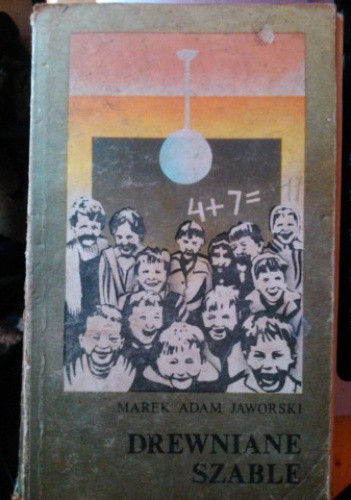 4+7=
MAREK ADAM JAWORSKI
DREWNIANE
SZABLE